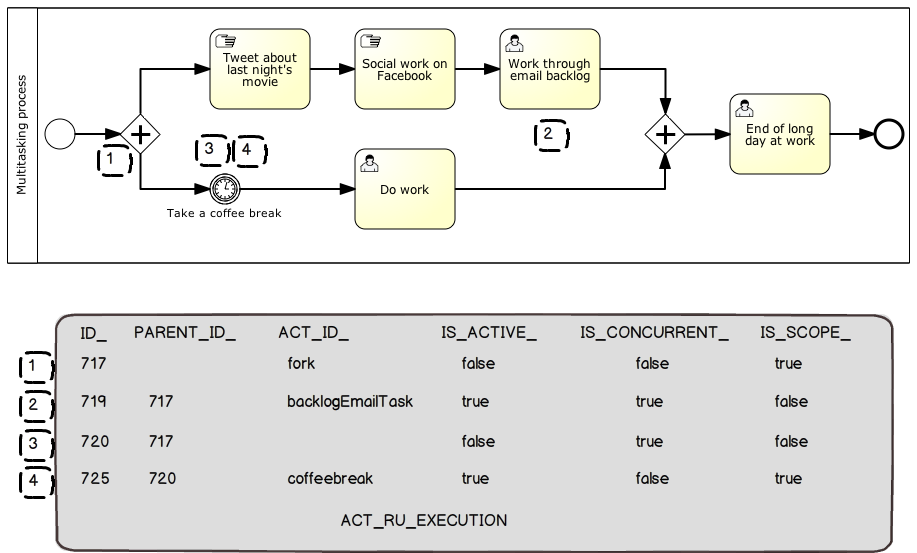 Multitasking process
Tweet about
last night's
movie
Social work on
Facebook
Work through
email backlog
1
3
4
2
Take a coffee break
Do work
End of long
day at work
ID_ PARENT_ID_ ACT_ID_ IS_ACTIVE_ IS_CONCURRENT_ IS_SCOPE_
1 717 fork false false true
2 719 717 backlogEmailTask true true false
3 720 717 false true false
4 725 720 coffeebreak true false true
ACT_RU_EXECUTION